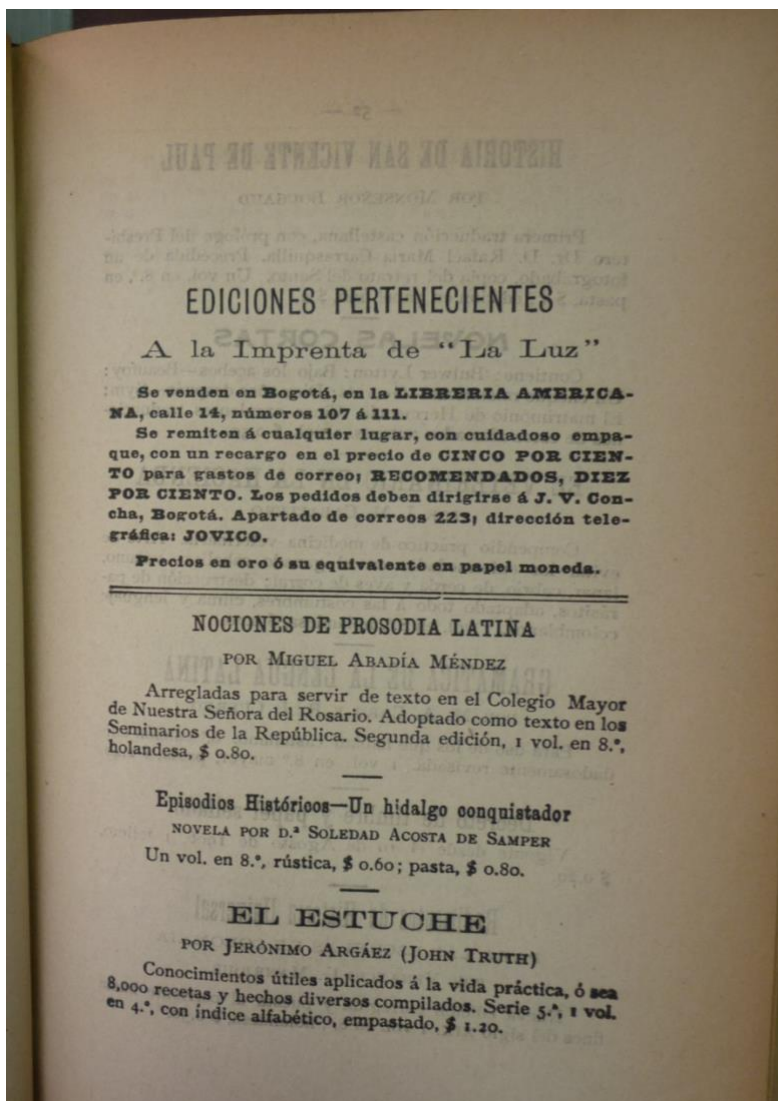 EDICIONES PERTENECIENTES
A la Imprenta de "La Luz"
Se venden en Bogotá, en la LIBRERIA AMERICA-
NA, calle 14, números 107 á 111.
Se remiten á cualquier lugar, con cuidadoso empa-
que, con un recargo en el precio de CINCO POR CIEN-
TO para gastos de correo; RECOMENDADOS, DIEZ
POR CIENTO. Los pedidos deben dirigirse á J. V. Con-
cha, Bogotá. Apartado de correos 223; dirección tele-
gráfica: JOVICO.
Precios en oro ó su equivalente en papel moneda.
NOCIONES DE PROSODIA LATINA
POR MIGUEL ABADÍA MÉNDEZ
Arregladas para servir de texto en el Colegio Mayor
de Nuestra Señora del Rosario. Adoptado como texto en los
Seminarios de la República. Segunda edición, 1 vol. en 8.º,
holandesa, $ 0.80.
Episodios Históricos—Un hidalgo conquistador
NOVELA POR D.ª SOLEDAD ACOSTA DE SAMPER
Un vol. en 8.º, rústica, $ 0.60; pasta, $ 0.80.
EL ESTUCHE
POR JERÓNIMO ARGÁEZ (JOHN TRUTH)
Conocimientos útiles aplicados á la vida práctica, ó sea
8,000 recetas y hechos diversos compilados. Serie 5.ª, 1 vol.
en 4.º, con índice alfabético, empastado, $ 1.20.